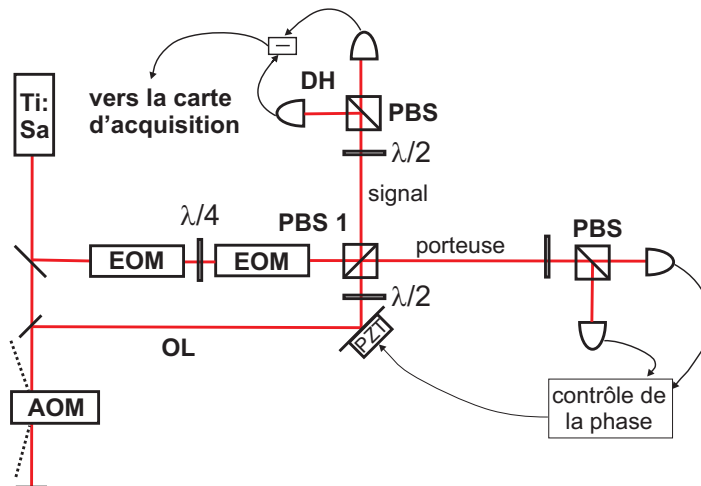 Ti:
Sa
vers la carte
d'acquisition
–
DH
PBS
λ/2
signal
λ/4
PBS 1
EOM
EOM
porteuse
PBS
λ/2
OL
PZT
AOM
contrôle de
la phase